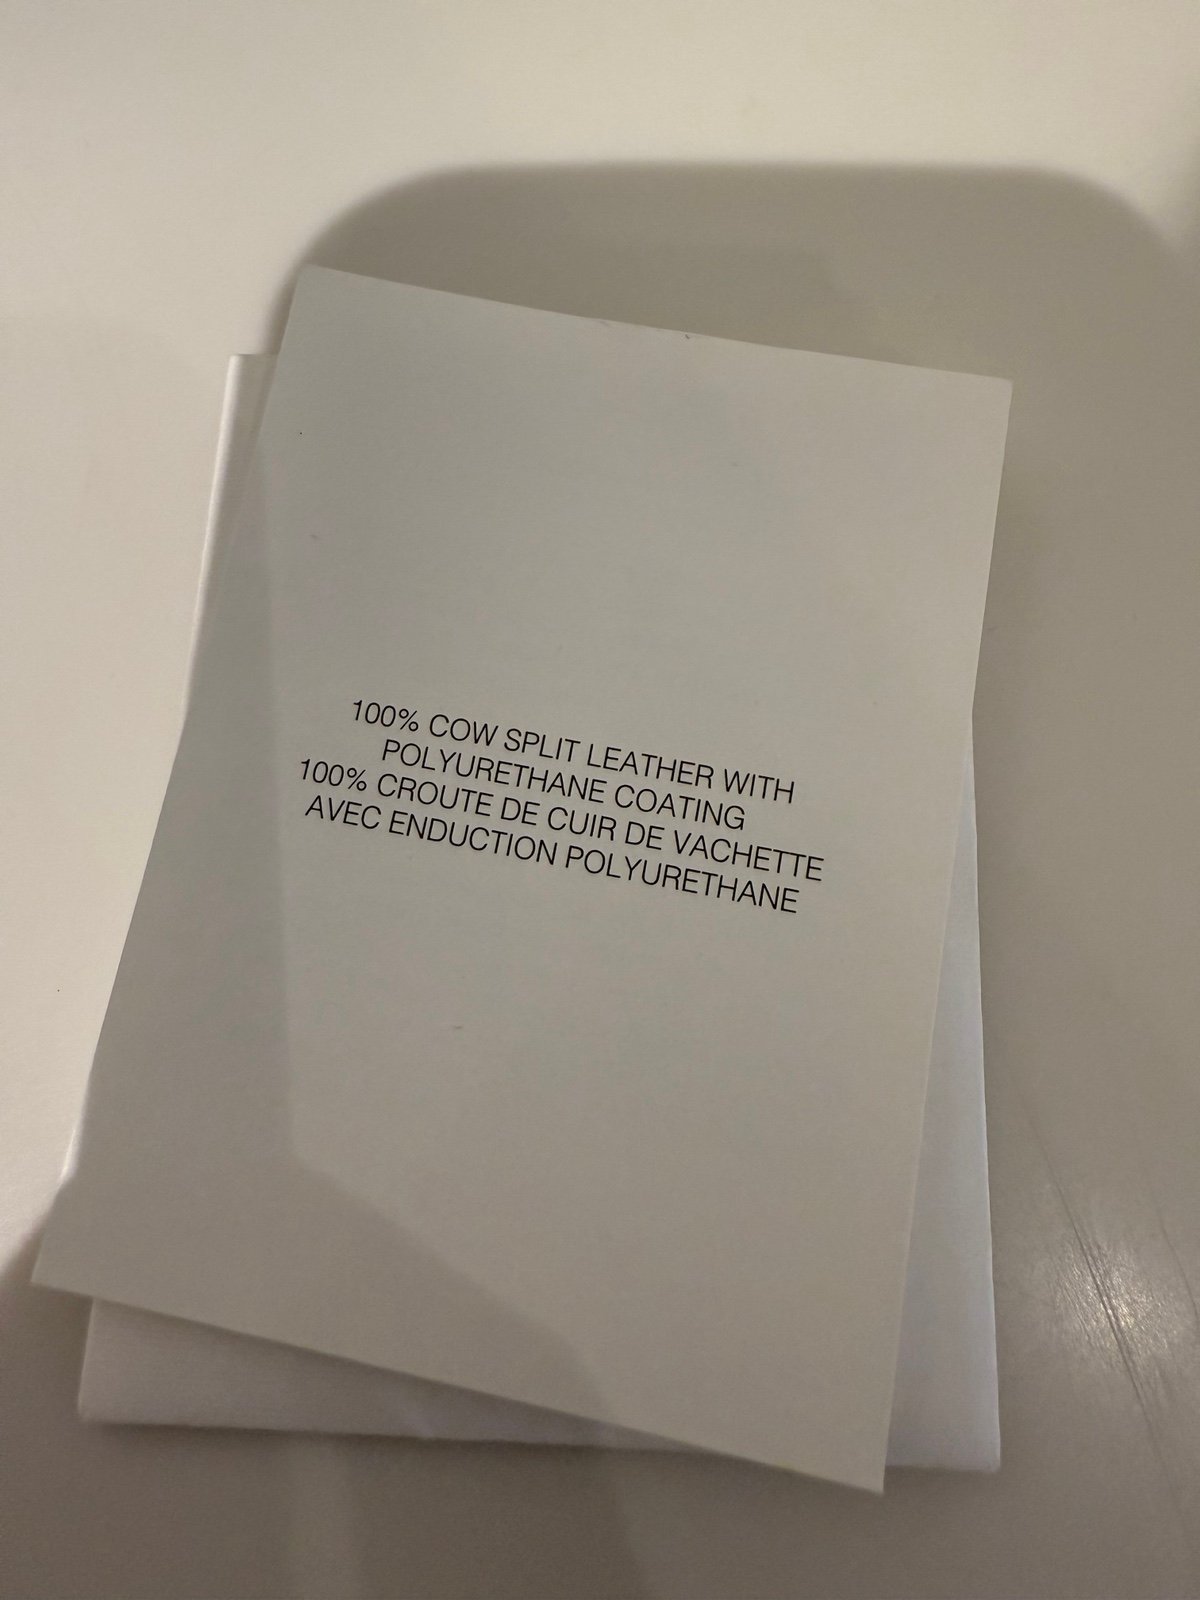 100% COW SPLIT LEATHER WITH
POLYURETHANE COATING
100% CROUTE DE CUIR DE VACHETTE
AVEC ENDUCTION POLYURETHANE